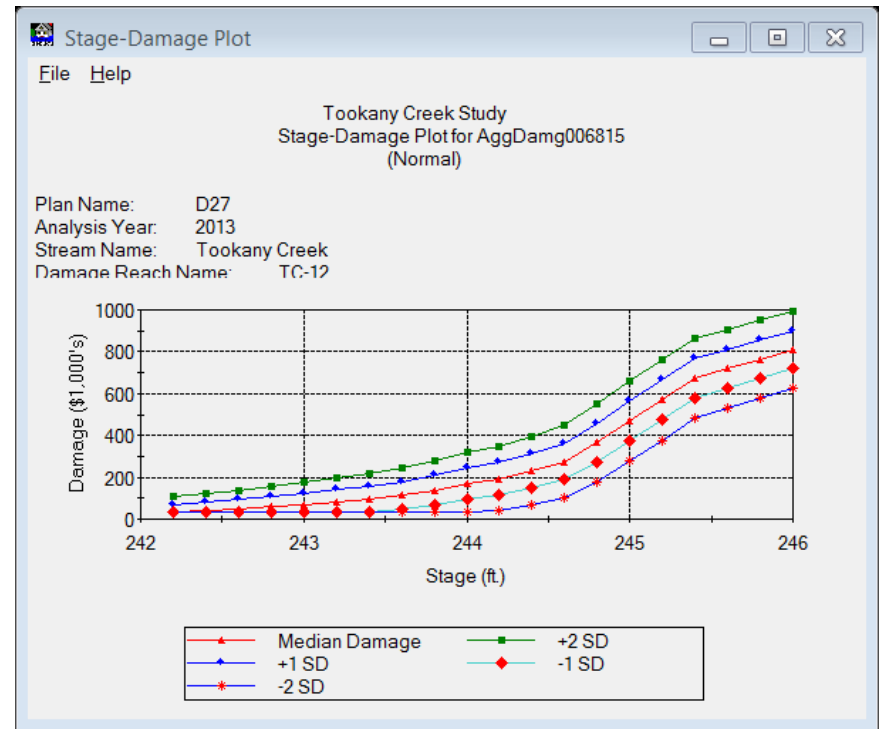 Stage-Damage Plot
File Help
Tookany Creek Study
Stage-Damage Plot for AggDamg006815
(Normal)
Plan Name: D27
Analysis Year: 2013
Stream Name: Tookany Creek
Damage Reach Name: TC-12
1000
800
600
400
200
0
Damage ($1,000's)
242 243 244 245 246
Stage (ft.)
Median Damage +2 SD
+1 SD -1 SD
-2 SD